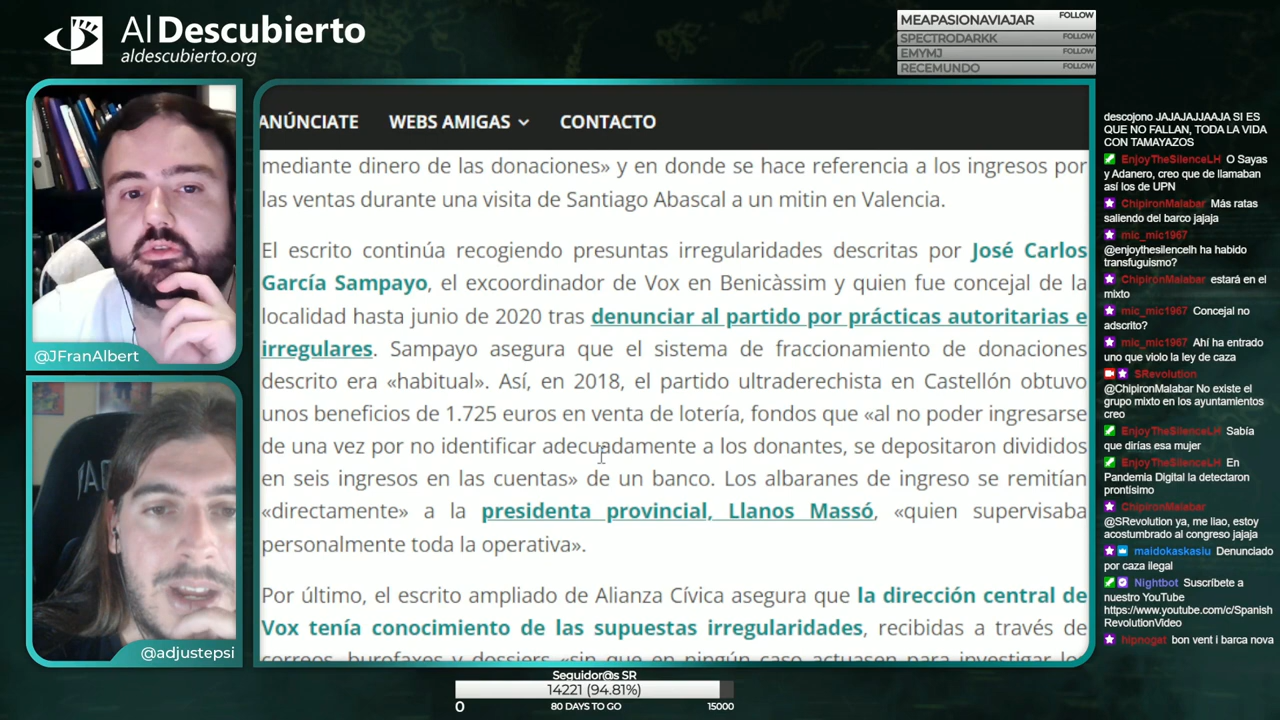 Al Descubierto
aldescubierto.org
MEAPASIONAVIAJAR FOLLOW
SPECTRODARKK FOLLOW
EMYMJ FOLLOW
RECEMUNDO FOLLOW
@JFranAlbert
@adjustepsi
ANÚNCIATE WEBS AMIGAS CONTACTO
mediante dinero de las donaciones» y en donde se hace referencia a los ingresos por
las ventas durante una visita de Santiago Abascal a un mitin en Valencia.
El escrito continúa recogiendo presuntas irregularidades descritas por José Carlos
García Sampayo, el excoordinador de Vox en Benicàssim y quien fue concejal de la
localidad hasta junio de 2020 tras denunciar al partido por prácticas autoritarias e
irregulares. Sampayo asegura que el sistema de fraccionamiento de donaciones
descrito era «habitual». Así, en 2018, el partido ultraderechista en Castellón obtuvo
unos beneficios de 1.725 euros en venta de lotería, fondos que «al no poder ingresarse
de una vez por no identificar adecuadamente a los donantes, se depositaron divididos
en seis ingresos en las cuentas» de un banco. Los albaranes de ingreso se remitían
«directamente» a la presidenta provincial, Llanos Massó, «quien supervisaba
personalmente toda la operativa».
Por último, el escrito ampliado de Alianza Cívica asegura que la dirección central de
Vox tenía conocimiento de las supuestas irregularidades, recibidas a través de
correos, burofaxes y dossiers «sin que en ningún caso actuasen para investigar
descojono JAJAJAJJAAJA SI ES
QUE NO FALLAN, TODA LA VIDA
CON TAMAYAZOS
EnjoyTheSilenceLH O Sayas
y Adanero, creo que de llamaban
así los de UPN
ChipironMalabar Más ratas
saliendo del barco jajaja
mic_mic1967
@enjoythesilencelh ha habido
transfuguismo?
ChipironMalabar estará en el
mixto
mic_mic1967 Concejal no
adscrito?
mic_mic1967 Ahí ha entrado
uno que violo la ley de caza
SRevolution
@ChipironMalabar No existe el
grupo mixto en los ayuntamientos
creo
EnjoyTheSilenceLH Sabía
que dirías esa mujer
EnjoyTheSilenceLH En
Pandemia Digital la detectaron
prontísimo
ChipironMalabar
@SRevolution ya, me liao, estoy
acostumbrado al congreso jajaja
maidokaskasiu Denunciado
por caza ilegal
Nightbot Suscríbete a
nuestro YouTube
https://www.youtube.com/c/Spanish
RevolutionVideo
hipnogat bon vent i barca nova
Seguidor@s SR
14221 (94.81%)
0 80 DAYS TO GO 15000